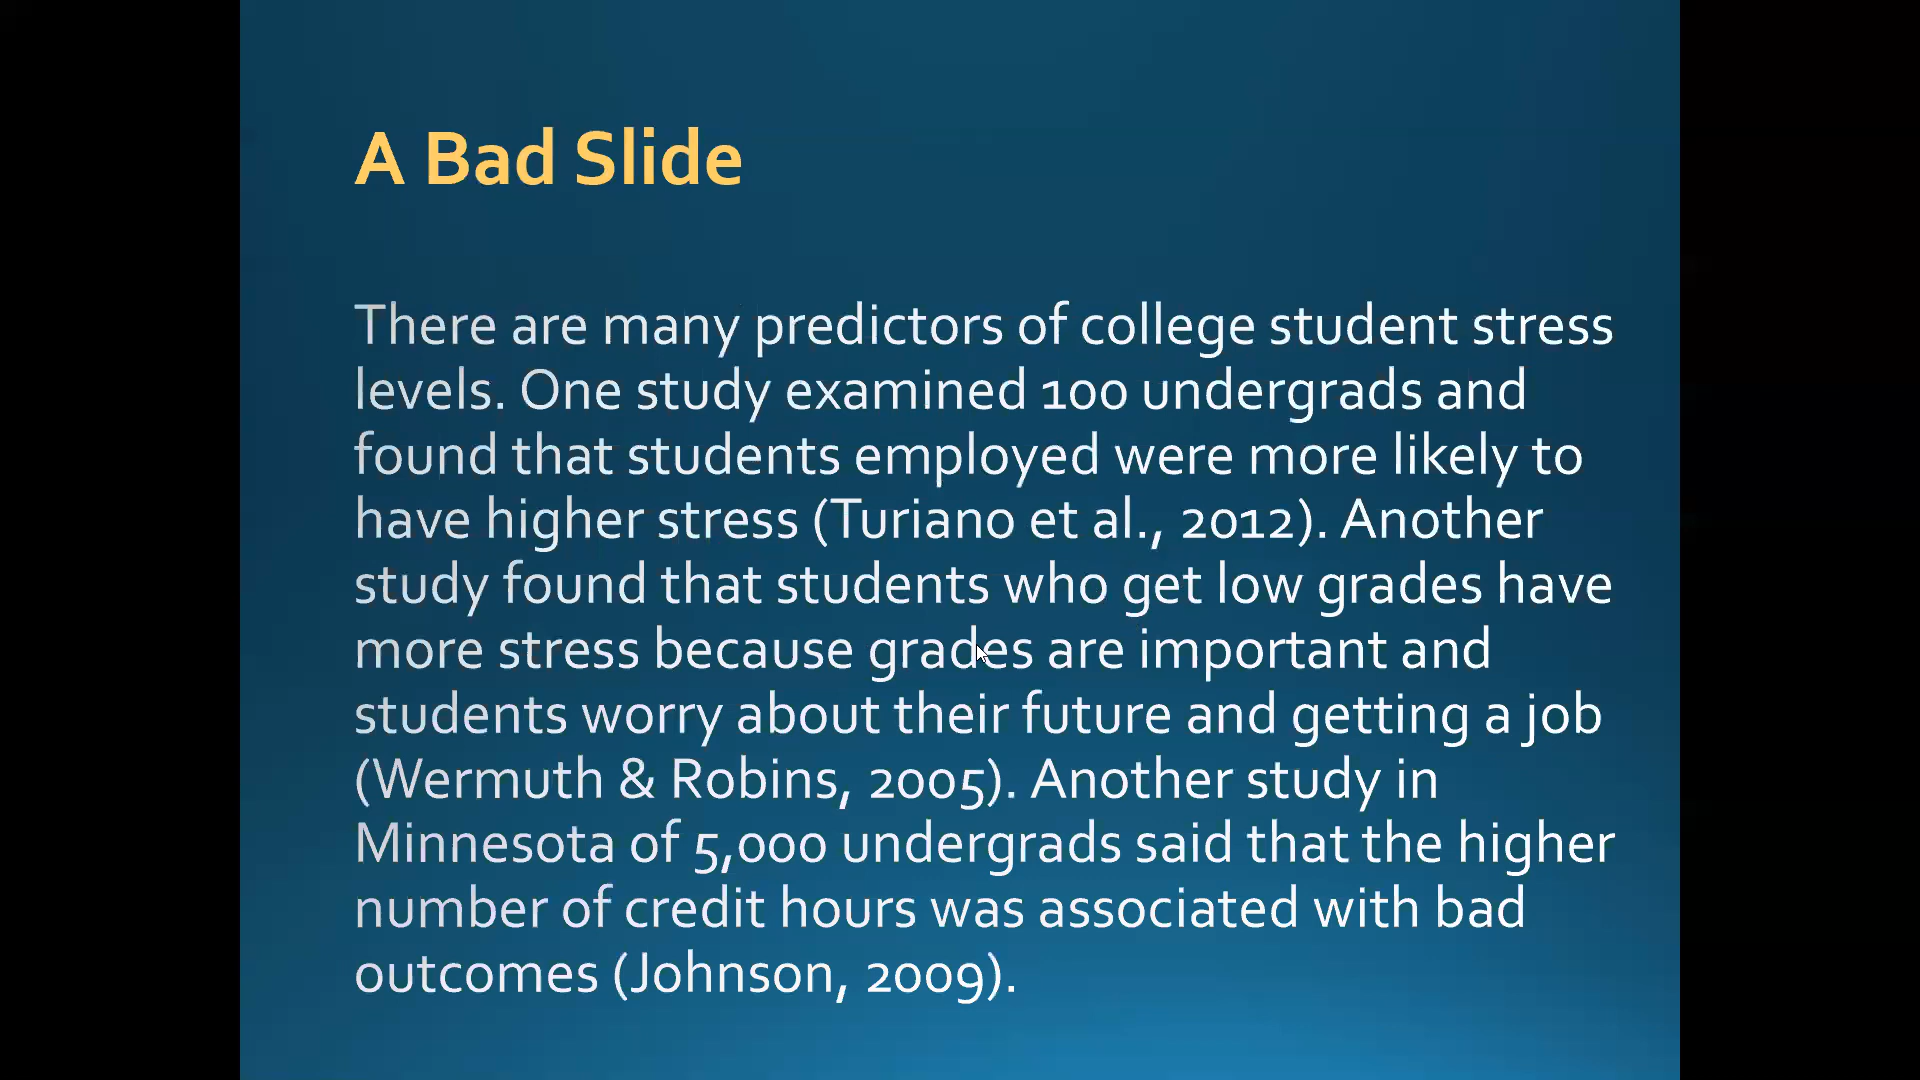 A Bad Slide
There are many predictors of college student stress
levels. One study examined 100 undergrads and
found that students employed were more likely to
have higher stress (Turiano et al., 2012). Another
study found that students who get low grades have
more stress because grades are important and
students worry about their future and getting a job
(Wermuth & Robins, 2005). Another study in
Minnesota of 5,000 undergrads said that the higher
number of credit hours was associated with bad
outcomes (Johnson, 2009).